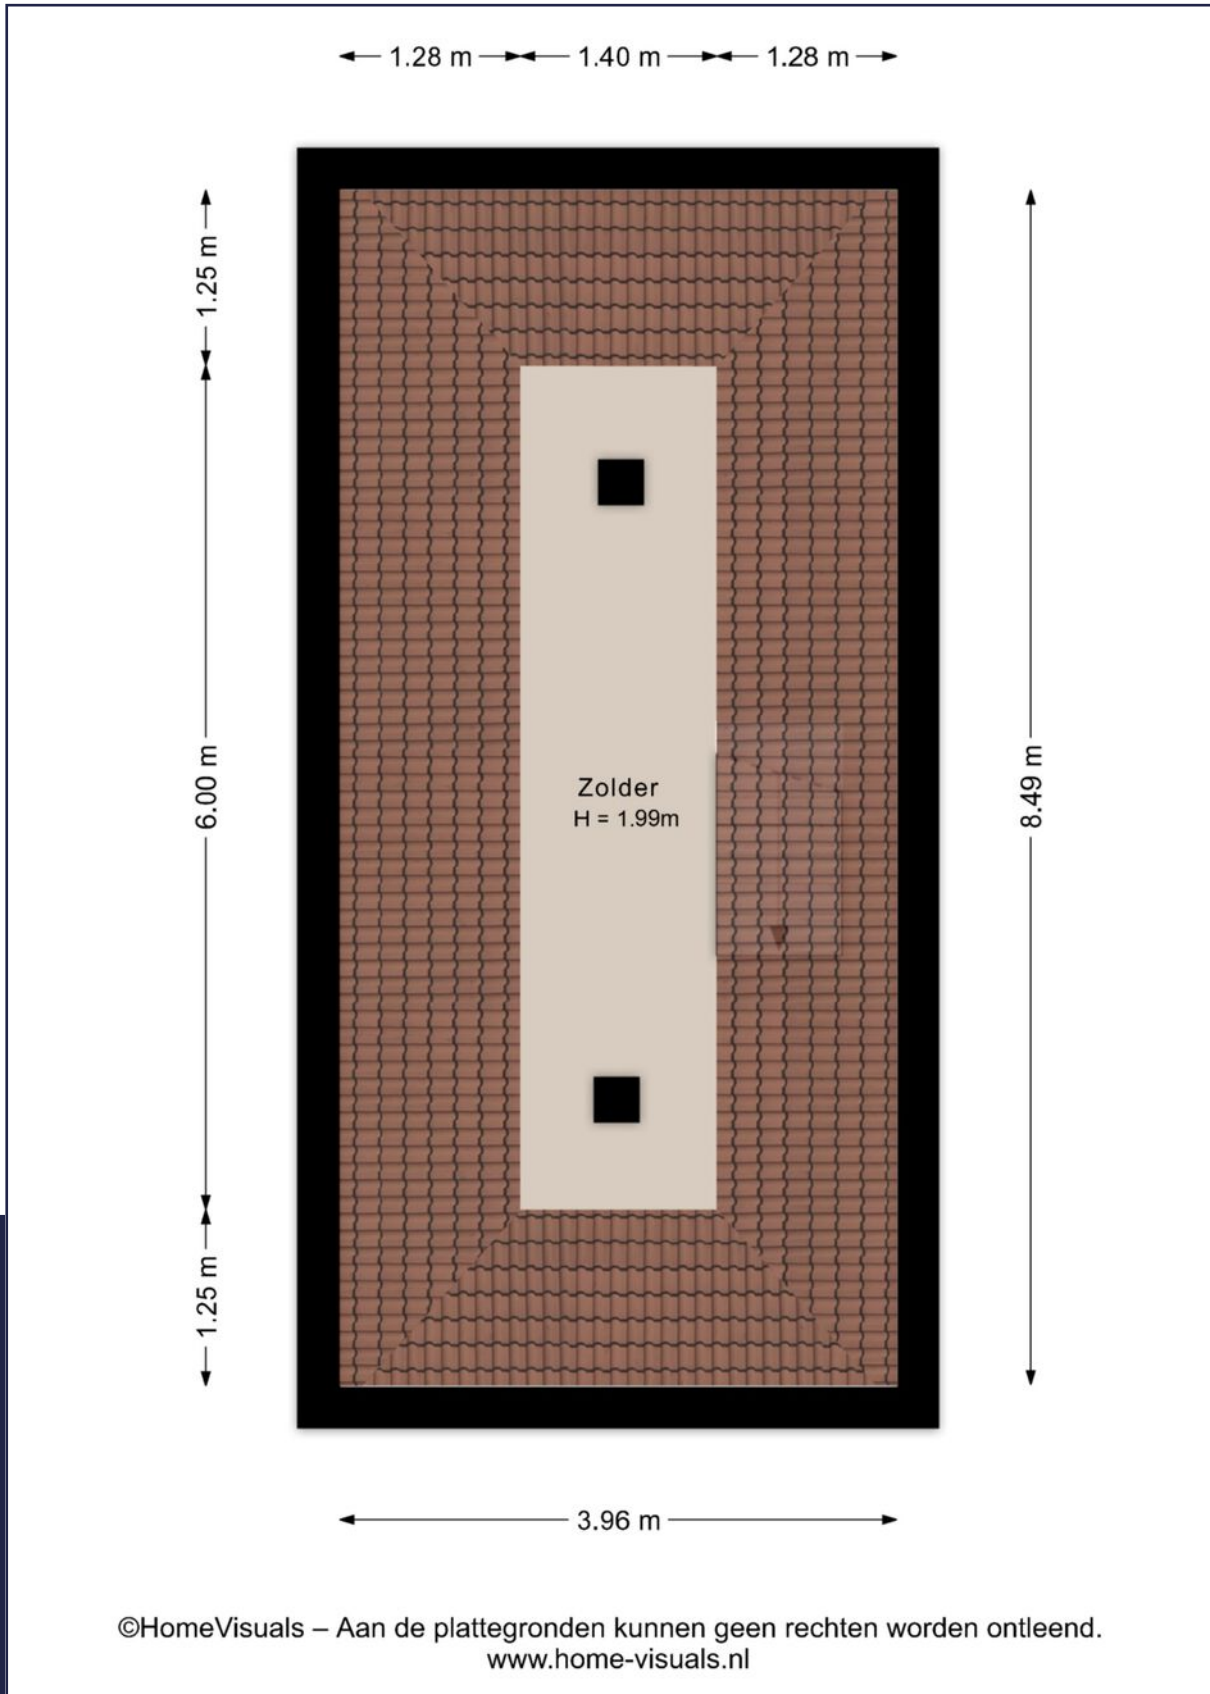 1.28 m 1.40 m 1.28 m
1.25 m
6.00 m
8.49 m
Zolder
H = 1.99m
1.25 m
3.96 m
©HomeVisuals – Aan de plattegronden kunnen geen rechten worden ontleend.
www.home-visuals.nl